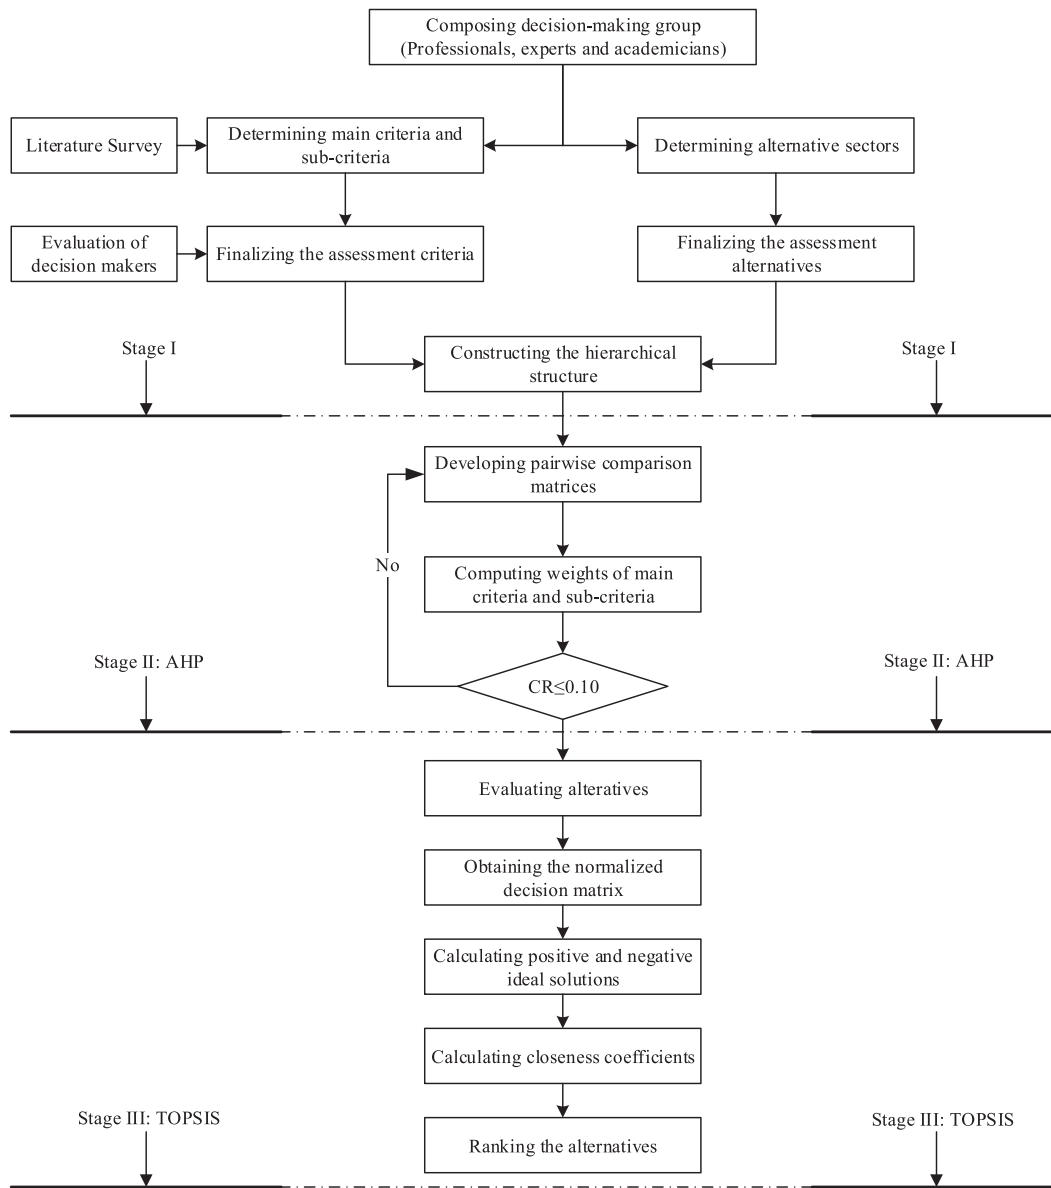 Composing decision-making group
(Professionals, experts and academicians)
Literature Survey
Determining main criteria and
sub-criteria
Determining alternative sectors
Evaluation of
decision makers
Finalizing the assessment criteria
Finalizing the assessment
alternatives
Stage I
Constructing the hierarchical
structure
Stage I
Developing pairwise comparison
matrices
No
Computing weights of main
criteria and sub-criteria
Stage II: AHP
CR≤0.10
Stage II: AHP
Evaluating alteratives
Obtaining the normalized
decision matrix
Calculating positive and negative
ideal solutions
Calculating closeness coefficients
Stage III: TOPSIS
Ranking the alternatives
Stage III: TOPSIS